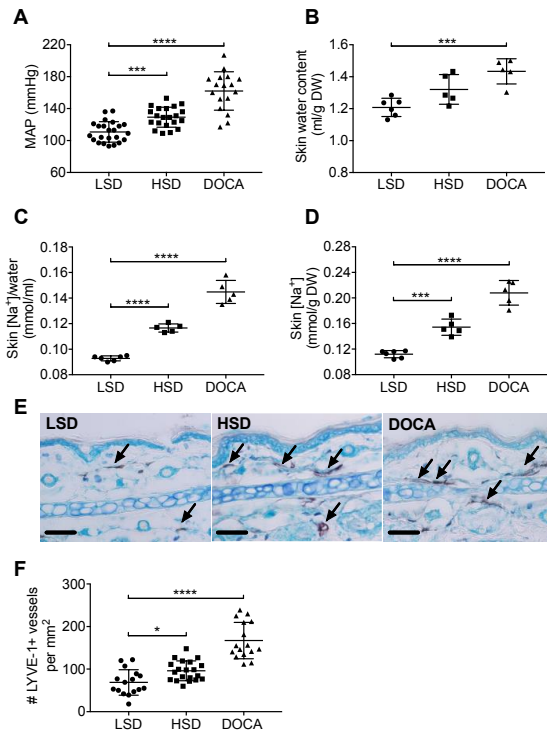 A
220
180
140
100
60
MAP (mmHg)
****
***
LSD
HSD
DOCA
B
1.6
1.4
1.2
1.0
0.8
Skin water content
(ml/g DW)
***
LSD
HSD
DOCA
C
0.18
0.16
0.14
0.12
0.10
0.08
Skin [Na⁺]/water
(mmol/ml)
****
****
LSD
HSD
DOCA
D
0.28
0.24
0.20
0.16
0.12
0.08
Skin [Na⁺]
(mmol/g DW)
****
***
LSD
HSD
DOCA
E
LSD
HSD
DOCA
F
300
200
100
0
# LYVE-1+ vessels
per mm²
****
*
LSD
HSD
DOCA